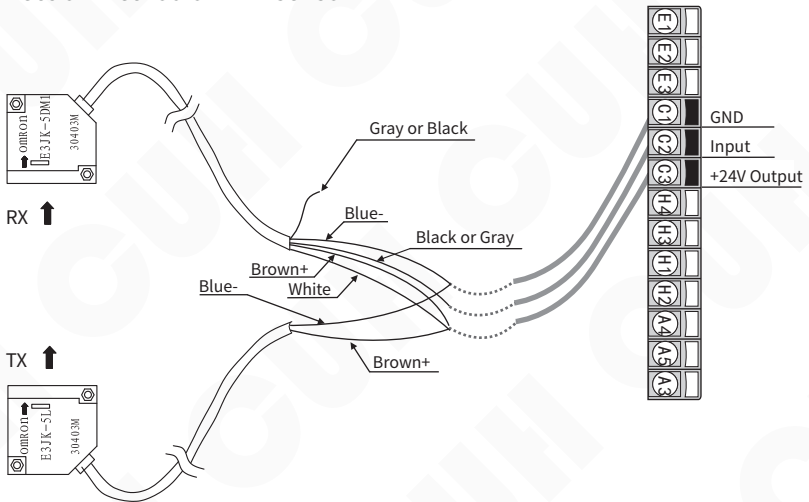 E1
E2
E3
C1
C2
C3
H4
H3
H1
H2
A4
A5
A3
GND
Input
+24V Output
omron
E3JK-5DM1
30403M
RX
Gray or Black
Blue-
Black or Gray
Brown+
White
Blue-
Brown+
TX
omron
E3JK-5L
30403M
CUHI CUHI